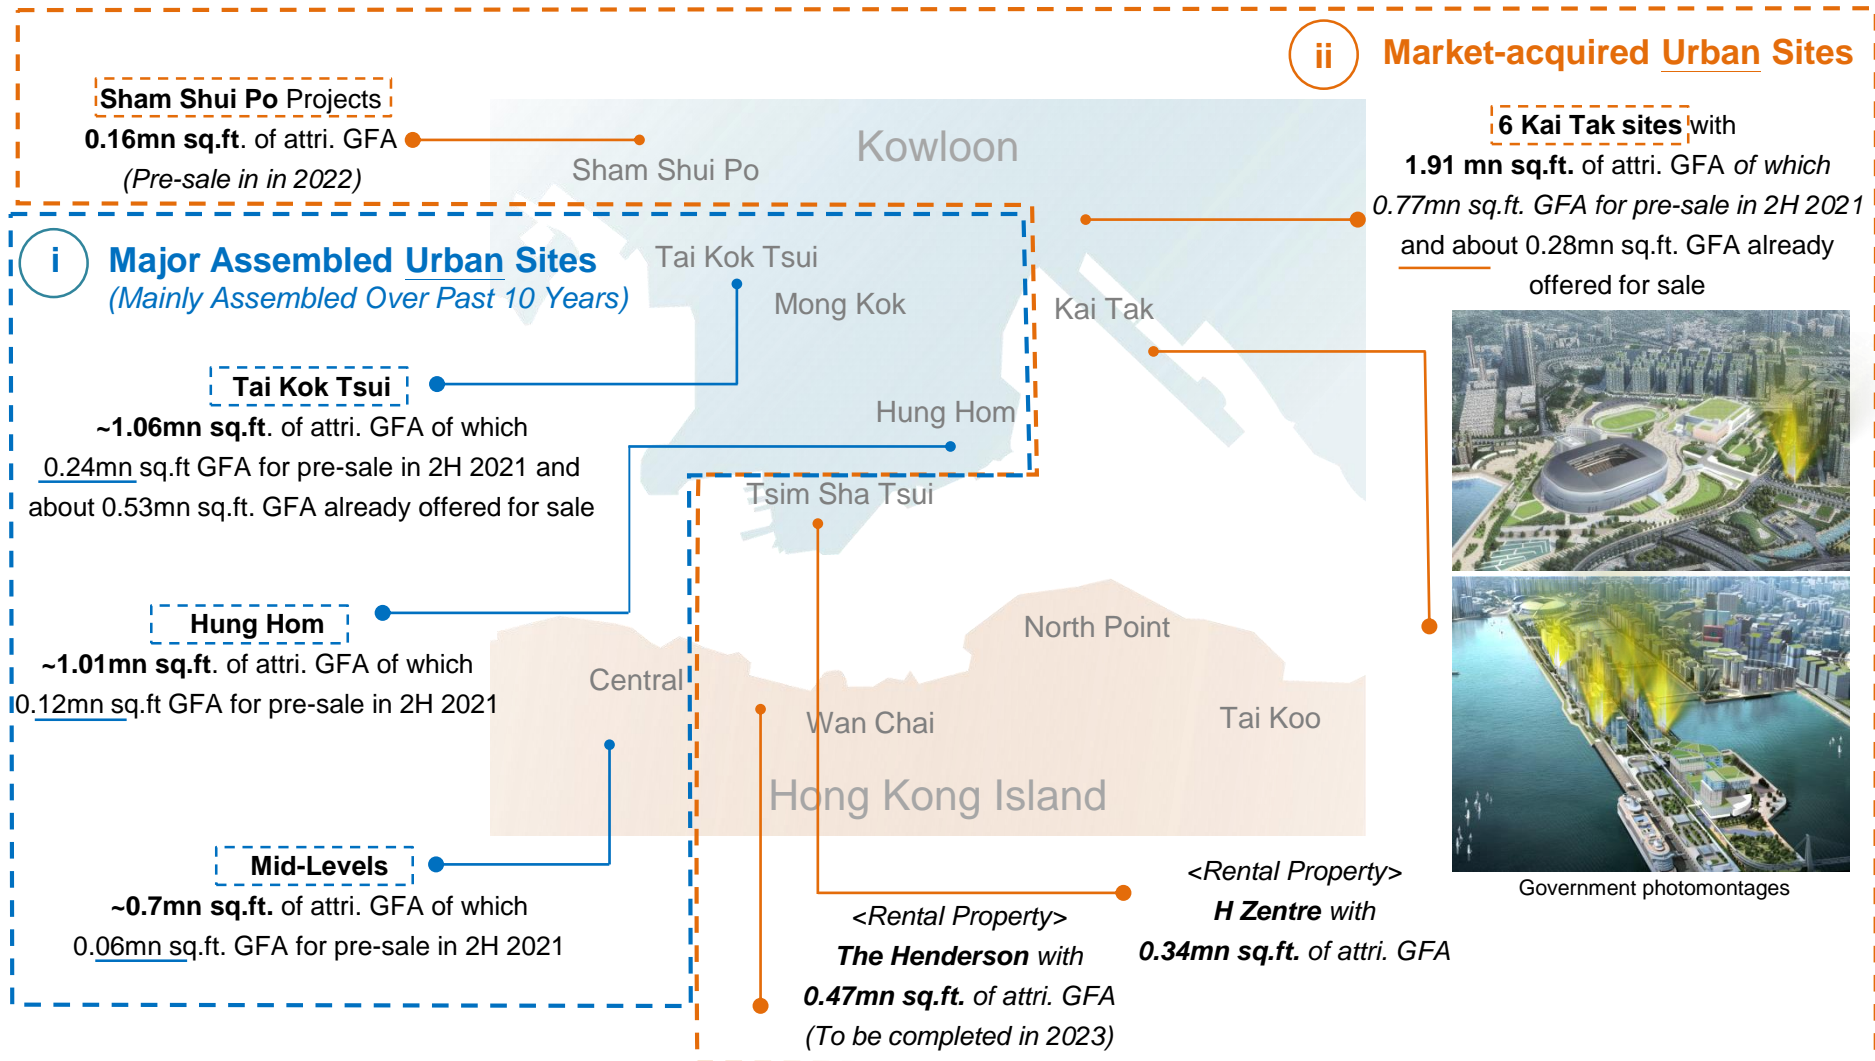 ii
Market-acquired Urban Sites
Sham Shui Po Projects
0.16mn sq.ft. of attri. GFA
(Pre-sale in in 2022)
6 Kai Tak sites with
1.91 mn sq.ft. of attri. GFA of which
0.77mn sq.ft. GFA for pre-sale in 2H 2021
and about 0.28mn sq.ft. GFA already
offered for sale
Kowloon
Sham Shui Po
i
Major Assembled Urban Sites
(Mainly Assembled Over Past 10 Years)
Tai Kok Tsui
Mong Kok
Kai Tak
Hung Hom
Tsim Sha Tsui
Tai Kok Tsui
~1.06mn sq.ft. of attri. GFA of which
0.24mn sq.ft GFA for pre-sale in 2H 2021 and
about 0.53mn sq.ft. GFA already offered for sale
Hung Hom
~1.01mn sq.ft. of attri. GFA of which
0.12mn sq.ft GFA for pre-sale in 2H 2021
North Point
Central
Wan Chai
Tai Koo
Hong Kong Island
Mid-Levels
~0.7mn sq.ft. of attri. GFA of which
0.06mn sq.ft. GFA for pre-sale in 2H 2021
<Rental Property>
The Henderson with
0.47mn sq.ft. of attri. GFA
(To be completed in 2023)
<Rental Property>
H Zentre with
0.34mn sq.ft. of attri. GFA
Government photomontages